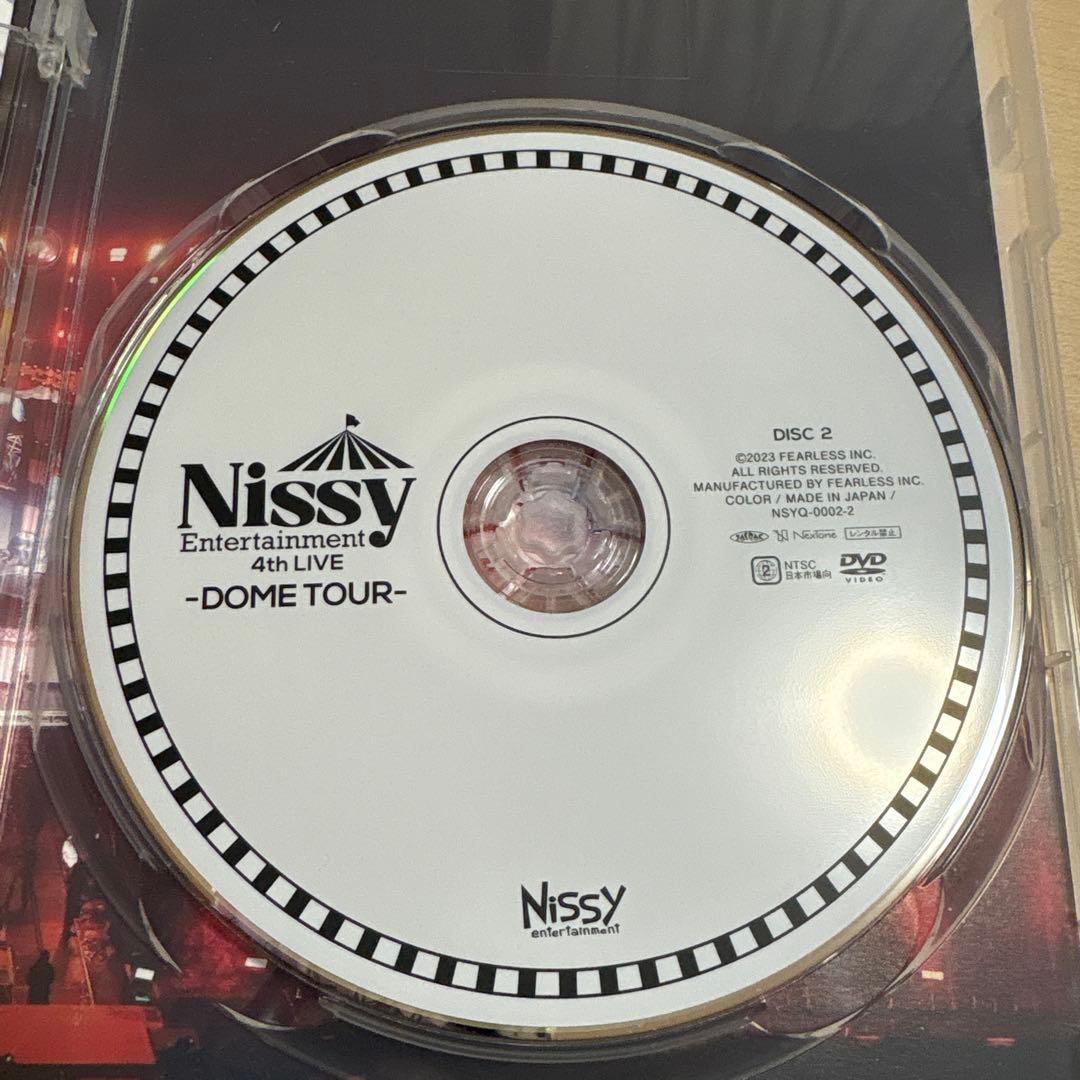 Nissy
Entertainment
4th LIVE
-DOME TOUR-
DISC 2
©2023 FEARLESS INC.
ALL RIGHTS RESERVED.
MANUFACTURED BY FEARLESS INC.
COLOR / MADE IN JAPAN /
NSYQ-0002-2
JASRAC NexTone レンタル禁止
2 NTSC
日本市場向
DVD
VIDEO
Nissy
entertainment